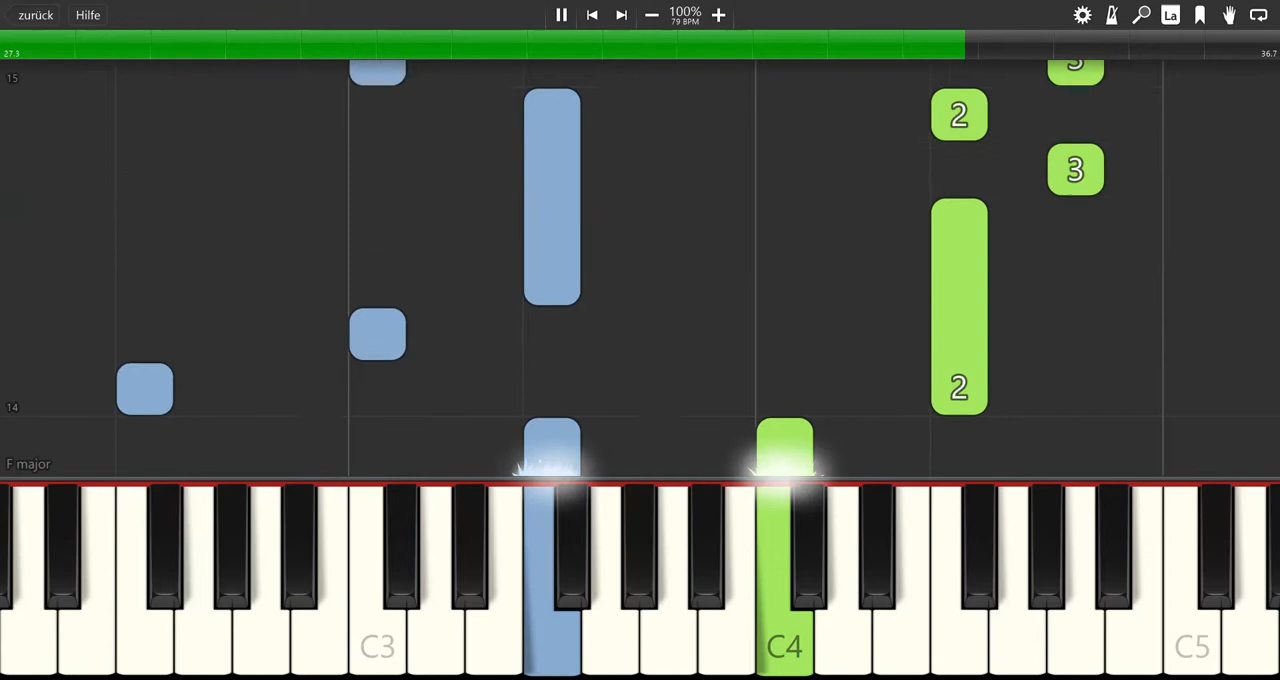 zurück Hilfe 100% La
79 BPM
27.3 36.7
15 3
2
3
2
14
F major
C3 C4 C5